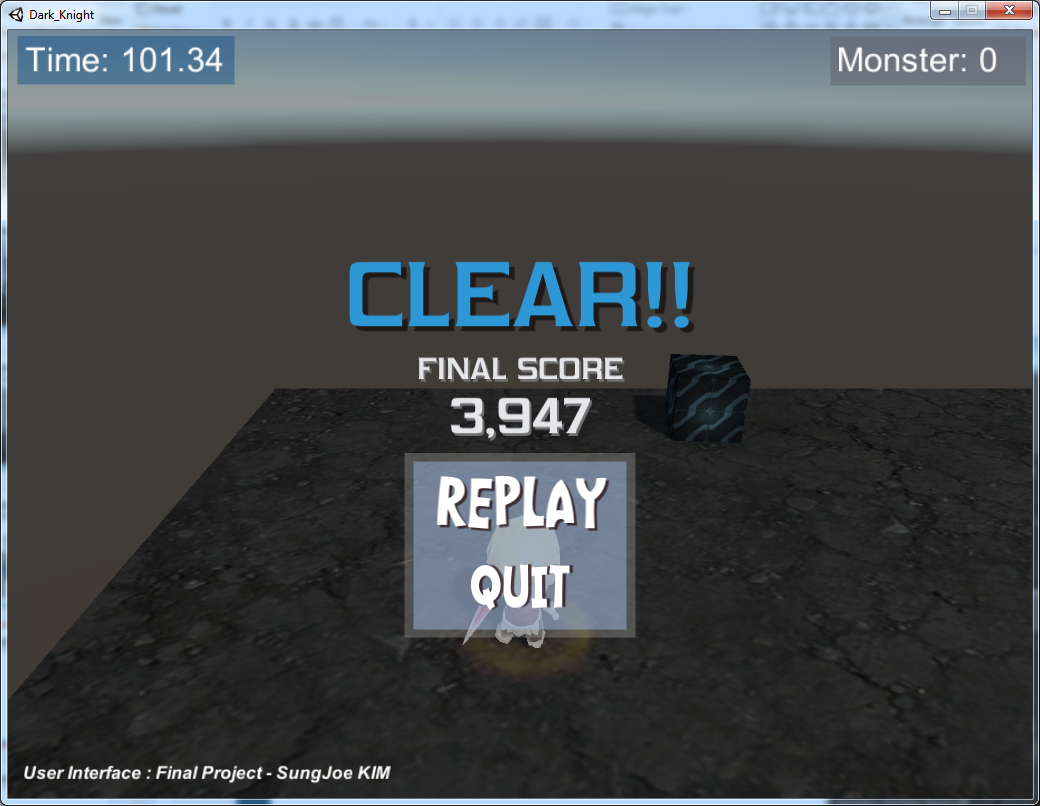 Dark_Knight
Time: 101.34
Monster: 0
CLEAR!!
FINAL SCORE
3,947
REPLAY
QUIT
User Interface : Final Project - SungJoe KIM